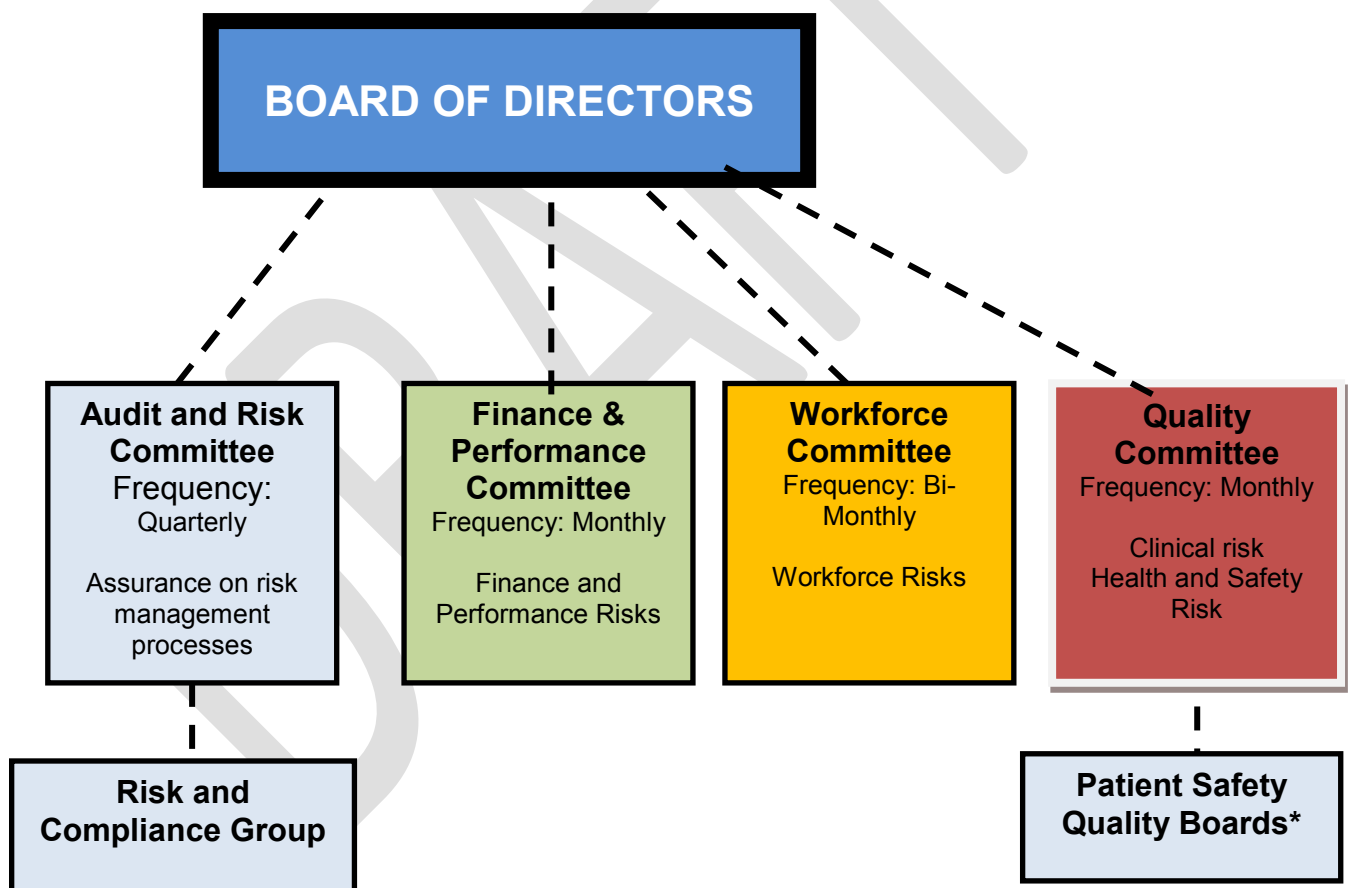 BOARD OF DIRECTORS
DRAFT
Audit and Risk
Committee
Frequency:
Quarterly
Assurance on risk
management
processes
Finance &
Performance
Committee
Frequency: Monthly
Finance and
Performance Risks
Workforce
Committee
Frequency: Bi-
Monthly
Workforce Risks
Quality
Committee
Frequency: Monthly
Clinical risk
Health and Safety
Risk
Risk and
Compliance Group
Patient Safety
Quality Boards*